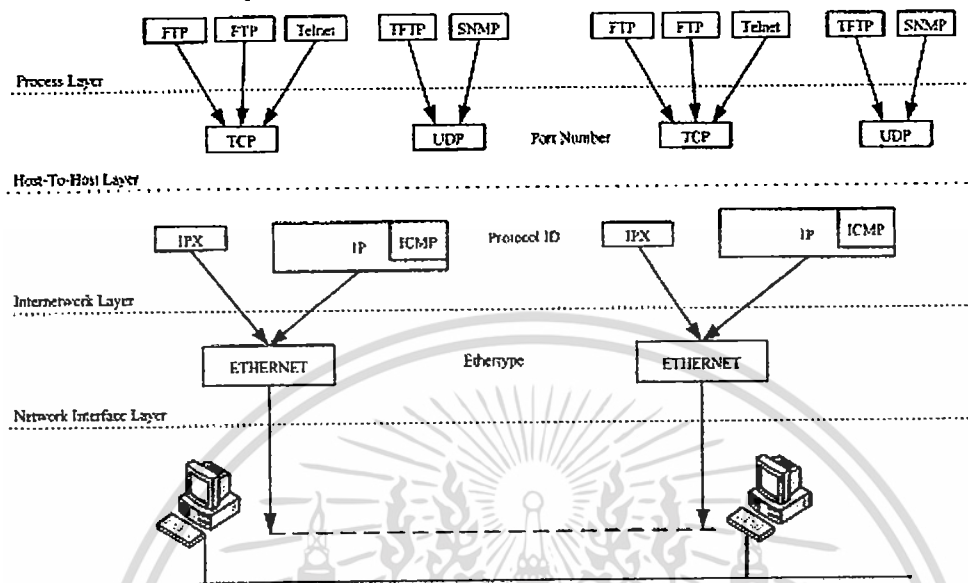 FTP FTP Telnet TFTP SNMP FTP FTP Telnet TFTP SNMP
Process Layer
TCP UDP Port Number TCP UDP
Host-To-Host Layer
IPX IP ICMP Protocol ID IPX IP ICMP
Internetwork Layer
ETHERNET Ethertype ETHERNET
Network Interface Layer